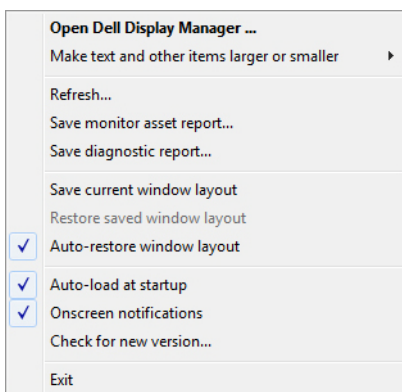 Open Dell Display Manager ...
Make text and other items larger or smaller
Refresh...
Save monitor asset report...
Save diagnostic report...
Save current window layout
Restore saved window layout
Auto-restore window layout
Auto-load at startup
Onscreen notifications
Check for new version...
Exit